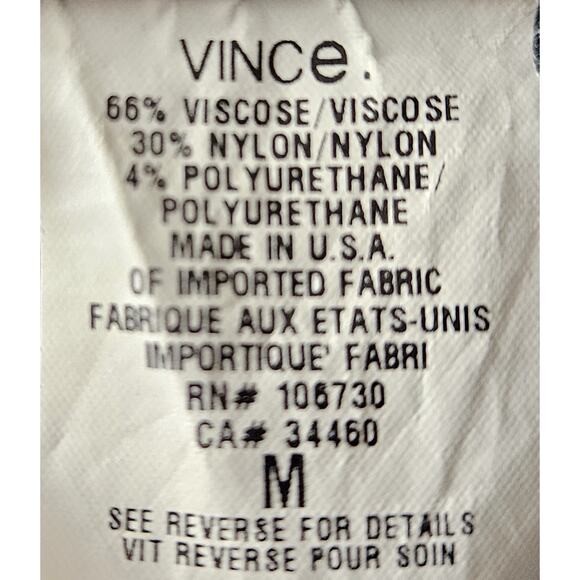 VINCe.
66% VISCOSE/VISCOSE
30% NYLON/NYLON
4% POLYURETHANE/
POLYURETHANE
MADE IN U.S.A.
OF IMPORTED FABRIC
FABRIQUE AUX ETATS-UNIS
IMPORTIQUE' FABRI
RN# 106730
CA# 34460
M
SEE REVERSE FOR DETAILS
VIT REVERSE POUR SOIN